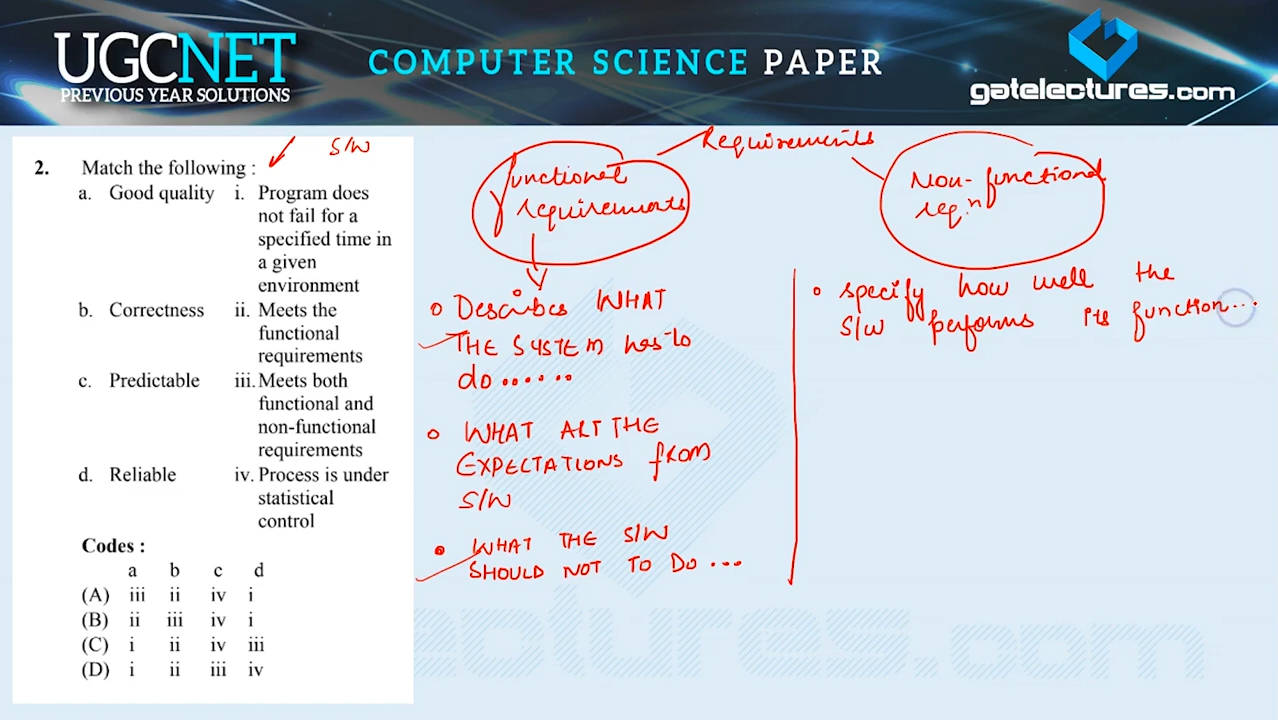 UGCNET
PREVIOUS YEAR SOLUTIONS
COMPUTER SCIENCE PAPER
gatelectures.com
S/W
2. Match the following :
a. Good quality i. Program does
not fail for a
specified time in
a given
environment
b. Correctness ii. Meets the
functional
requirements
c. Predictable iii. Meets both
functional and
non-functional
requirements
d. Reliable iv. Process is under
statistical
control
Codes :
a b c d
(A) iii ii iv i
(B) ii iii iv i
(C) i ii iv iii
(D) i ii iii iv
Requirements
functional
requirements
• Describes WHAT
THE SYSTEM has to
do......
• WHAT ARE THE
EXPECTATIONS from
S/W
• WHAT THE S/W
SHOULD NOT TO DO ...
Non-functional
reqn
• specify how well the
S/W performs its function...
ectures.com